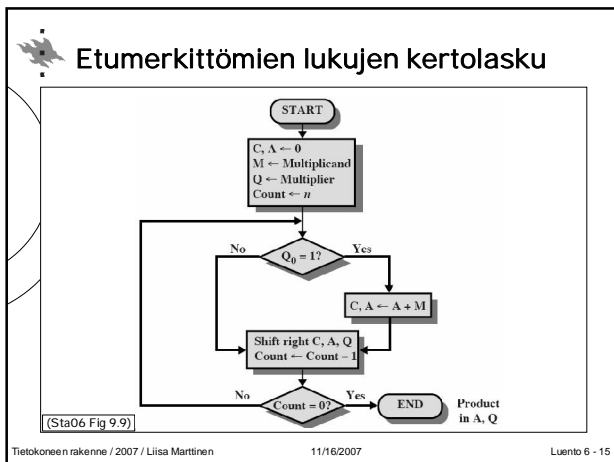 Etumerkittömien lukujen kertolasku
START
C, A ← 0
M ← Multiplicand
Q ← Multiplier
Count ← n
No
Q₀ = 1?
Yes
C, A ← A + M
Shift right C, A, Q
Count ← Count – 1
No
Count = 0?
Yes
END
Product
in A, Q
(Sta06 Fig 9.9)
Tietokoneen rakenne / 2007 / Liisa Marttinen
11/16/2007
Luento 6 - 15